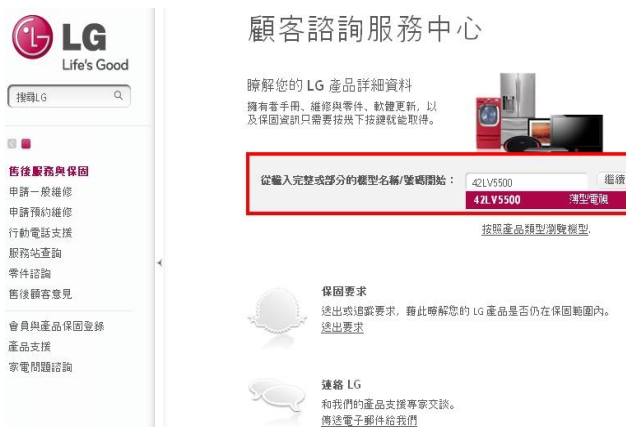 LG
Life's Good
搜尋LG
售後服務與保固
申請一般維修
申請預約維修
行動電話支援
服務站查詢
零件諮詢
售後顧客意見
會員與產品保固登錄
產品支援
家電問題諮詢
顧客諮詢服務中心
瞭解您的 LG 產品詳細資料
擁有者手冊、維修與零件、軟體更新，以
及保固資訊只需要按幾下按鍵就能取得。
從輸入完整或部分的機型名稱/號碼開始：
42LV5500
繼續
42LV5500 薄型電視
按照產品類型瀏覽機型.
保固要求
送出或追蹤要求，藉此瞭解您的 LG 產品是否仍在保固範圍內。
送出要求
連絡 LG
和我們的產品支援專家交談。
傳送電子郵件給我們